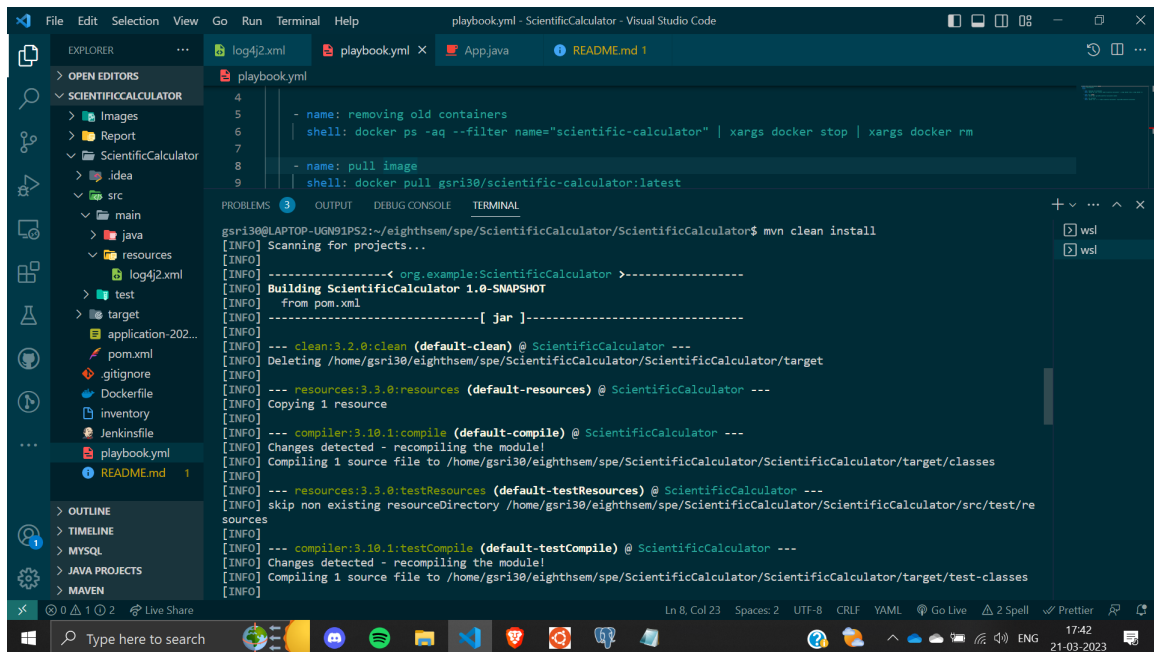 File Edit Selection View Go Run Terminal Help playbook.yml - ScientificCalculator - Visual Studio Code
EXPLORER
log4j2.xml playbook.yml App.java README.md 1
OPEN EDITORS
SCIENTIFICCALCULATOR
Images
Report
ScientificCalculator
.idea
src
main
java
resources
log4j2.xml
test
target
application-202...
pom.xml
.gitignore
Dockerfile
inventory
Jenkinsfile
playbook.yml
README.md 1
OUTLINE
TIMELINE
MYSQL
JAVA PROJECTS
MAVEN
playbook.yml
4
5 - name: removing old containers
6 shell: docker ps -aq --filter name="scientific-calculator" | xargs docker stop | xargs docker rm
7
8 - name: pull image
9 shell: docker pull gsri30/scientific-calculator:latest
PROBLEMS 3 OUTPUT DEBUG CONSOLE TERMINAL
wsl
wsl
gsri30@LAPTOP-UGN91PS2:~/eighthsem/spe/ScientificCalculator/ScientificCalculator$ mvn clean install
[INFO] Scanning for projects...
[INFO]
[INFO] -----------------< org.example:ScientificCalculator >------------------
[INFO] Building ScientificCalculator 1.0-SNAPSHOT
[INFO]   from pom.xml
[INFO] --------------------------------[ jar ]---------------------------------
[INFO]
[INFO] --- clean:3.2.0:clean (default-clean) @ ScientificCalculator ---
[INFO] Deleting /home/gsri30/eighthsem/spe/ScientificCalculator/ScientificCalculator/target
[INFO]
[INFO] --- resources:3.3.0:resources (default-resources) @ ScientificCalculator ---
[INFO] Copying 1 resource
[INFO]
[INFO] --- compiler:3.10.1:compile (default-compile) @ ScientificCalculator ---
[INFO] Changes detected - recompiling the module!
[INFO] Compiling 1 source file to /home/gsri30/eighthsem/spe/ScientificCalculator/ScientificCalculator/target/classes
[INFO]
[INFO] --- resources:3.3.0:testResources (default-testResources) @ ScientificCalculator ---
[INFO] skip non existing resourceDirectory /home/gsri30/eighthsem/spe/ScientificCalculator/ScientificCalculator/src/test/re
sources
[INFO]
[INFO] --- compiler:3.10.1:testCompile (default-testCompile) @ ScientificCalculator ---
[INFO] Changes detected - recompiling the module!
[INFO] Compiling 1 source file to /home/gsri30/eighthsem/spe/ScientificCalculator/ScientificCalculator/target/test-classes
[INFO]
1
0 1 2 Live Share Ln 8, Col 23 Spaces: 2 UTF-8 CRLF YAML Go Live 2 Spell Prettier
Type here to search ENG 17:42
21-03-2023